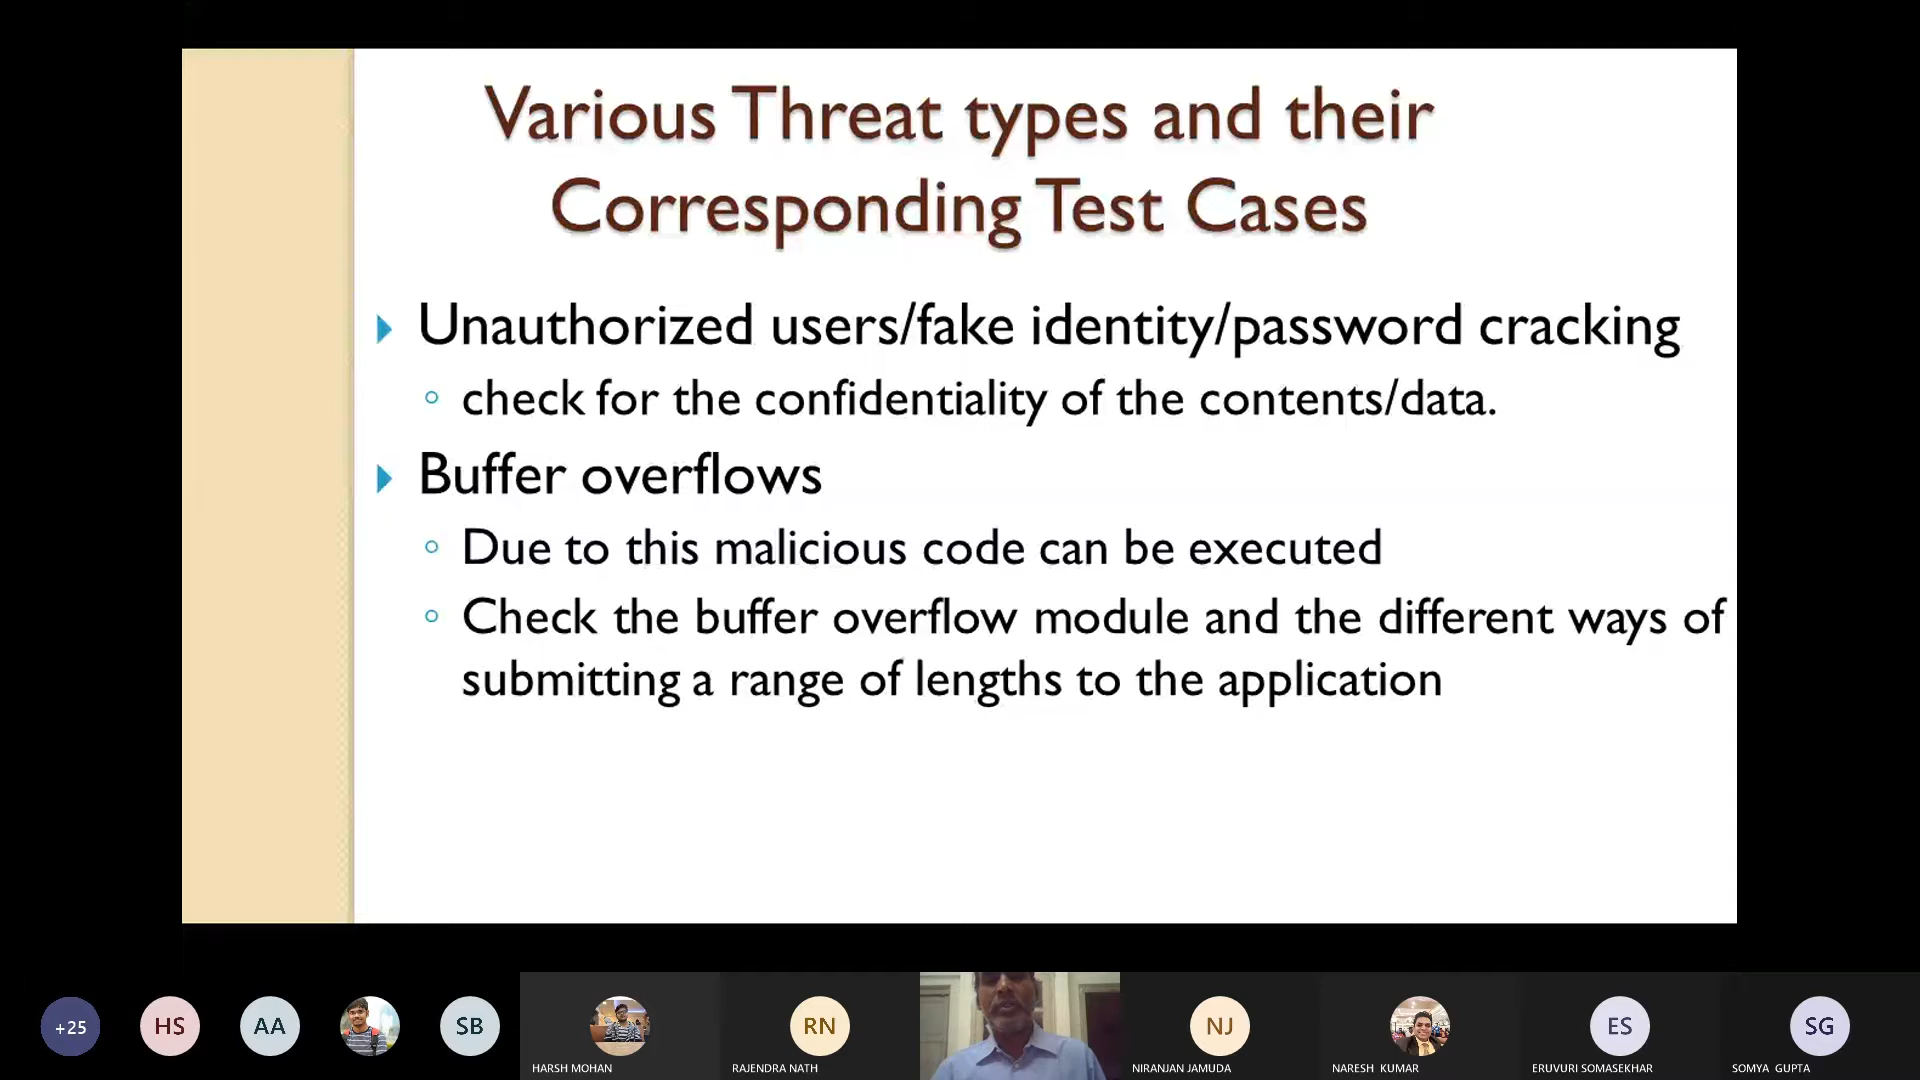 Various Threat types and their
Corresponding Test Cases
Unauthorized users/fake identity/password cracking
check for the confidentiality of the contents/data.
Buffer overflows
Due to this malicious code can be executed
Check the buffer overflow module and the different ways of
submitting a range of lengths to the application
+25
HS
AA
SB
RN
NJ
ES
SG
HARSH MOHAN
RAJENDRA NATH
NIRANJAN JAMUDA
NARESH KUMAR
ERUVURI SOMASEKHAR
SOMYA GUPTA